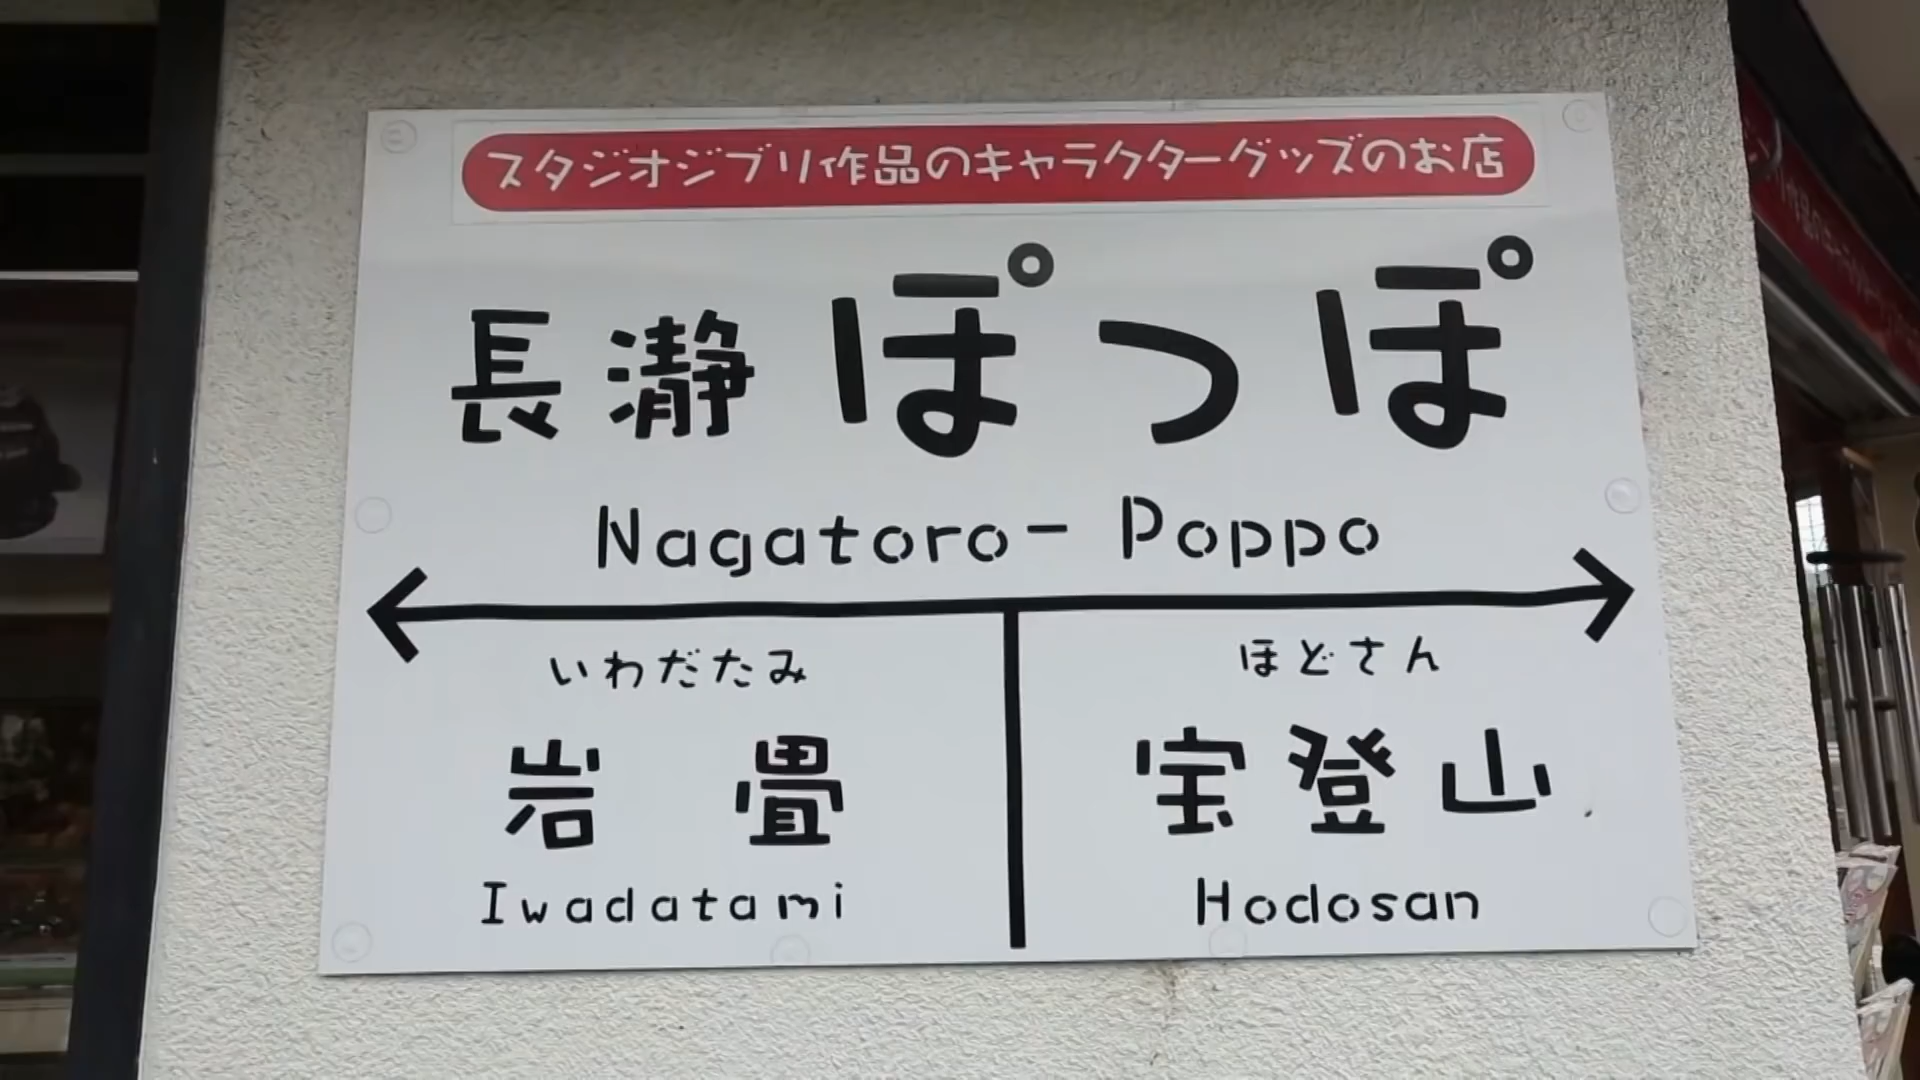 スタジオジブリ作品のキャラクターグッズのお店
長瀞ぽっぽ
Nagatoro- Poppo
いわだたみ
岩畳
Iwadatami
ほどさん
宝登山
Hodosan